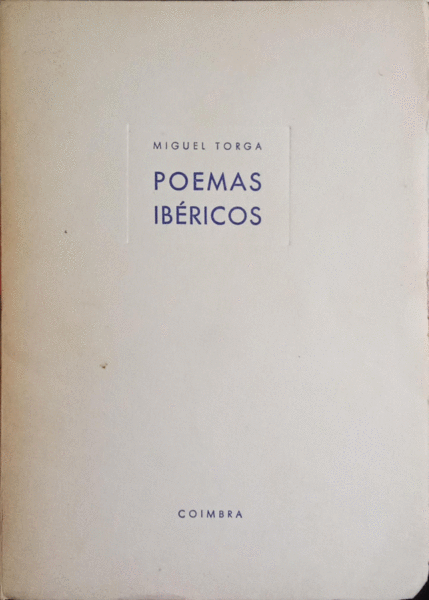 MIGUEL TORGA
POEMAS
IBÉRICOS
COIMBRA